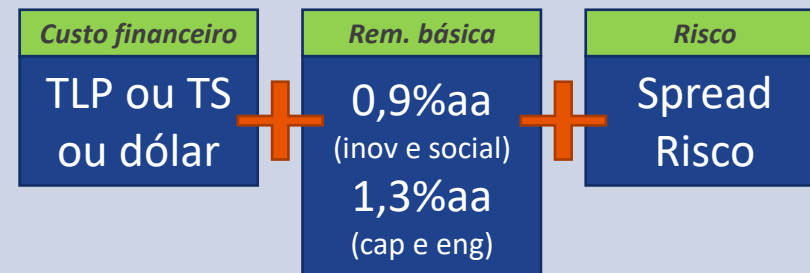 Custo financeiro
TLP ou TS
ou dólar
Rem. básica
0,9%aa
(inov e social)
1,3%aa
(cap e eng)
Risco
Spread
Risco